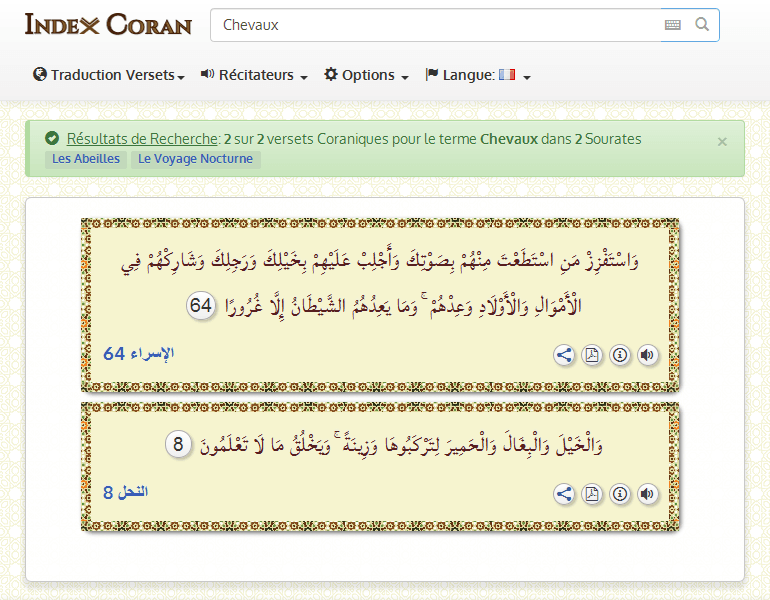 Index Coran
Chevaux
Traduction Versets Récitateurs Options Langue:
Résultats de Recherche: 2 sur 2 versets Coraniques pour le terme Chevaux dans 2 Sourates ×
Les Abeilles Le Voyage Nocturne
وَاسْتَفْزِزْ مَنِ اسْتَطَعْتَ مِنْهُمْ بِصَوْتِكَ وَأَجْلِبْ عَلَيْهِمْ بِخَيْلِكَ وَرَجِلِكَ وَشَارِكْهُمْ فِي
الْأَمْوَالِ وَالْأَوْلَادِ وَعِدْهُمْ ۚ وَمَا يَعِدُهُمُ الشَّيْطَانُ إِلَّا غُرُورًا 64
الإسراء 64
وَالْخَيْلَ وَالْبِغَالَ وَالْحَمِيرَ لِتَرْكَبُوهَا وَزِينَةً ۚ وَيَخْلُقُ مَا لَا تَعْلَمُونَ 8
النحل 8